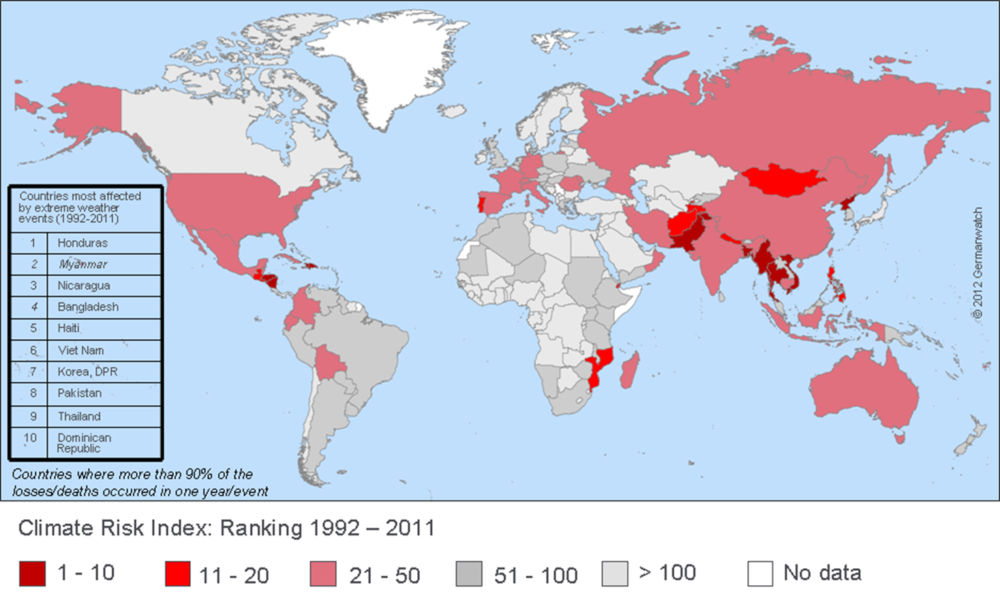 Countries most affected
by extreme weather
events (1992-2011)
1 Honduras
2 Myanmar
3 Nicaragua
4 Bangladesh
5 Haiti
6 Viet Nam
7 Korea, DPR
8 Pakistan
9 Thailand
10 Dominican
Republic
Countries where more than 90% of the
losses/deaths occurred in one year/event
© 2012 Germanwatch
Climate Risk Index: Ranking 1992 – 2011
1 - 10
11 - 20
21 - 50
51 - 100
> 100
No data